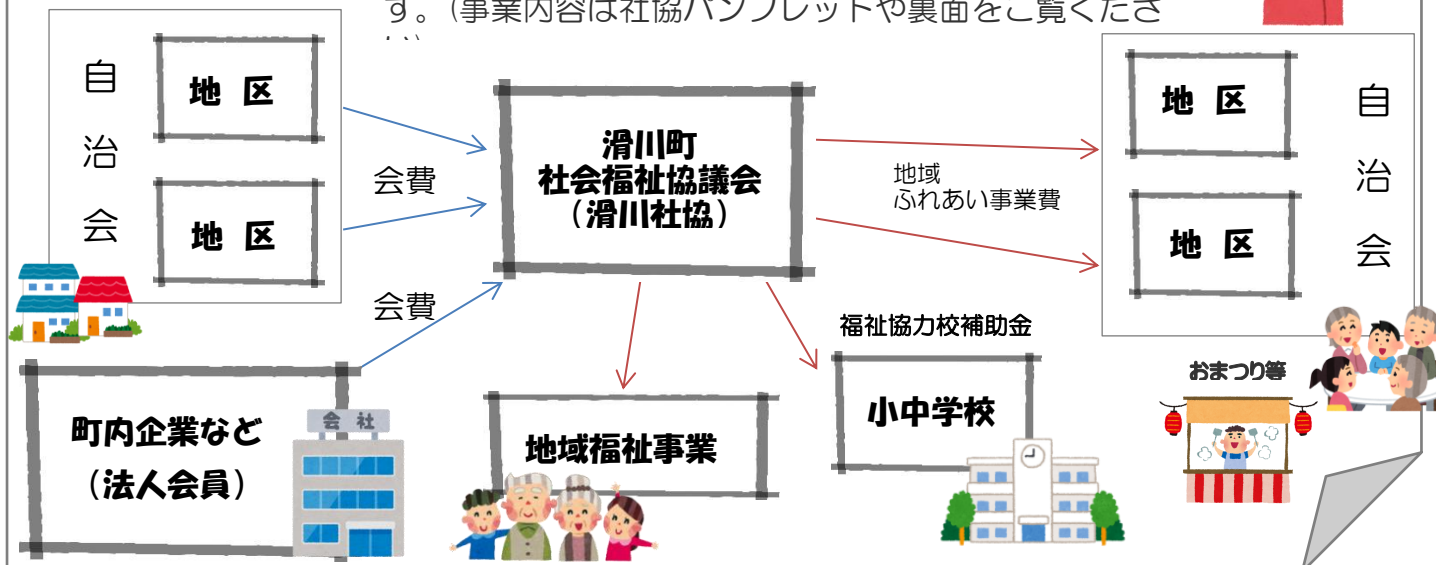 す。(事業内容は社協パンフレットや裏面をご覧くださ
自治会
地 区
地 区
会費
会費
滑川町
社会福祉協議会
(滑川社協)
地域
ふれあい事業費
地 区
地 区
自治会
福祉協力校補助金
おまつり等
町内企業など
(法人会員)
会 社
地域福祉事業
小中学校